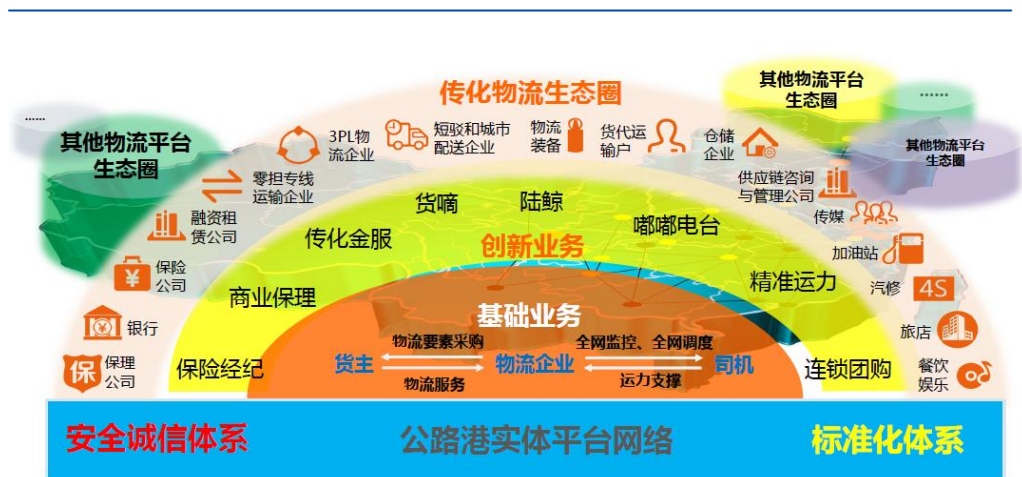 传化物流生态圈
其他物流平台
生态圈
......
其他物流平台
生态圈
......
其他物流平台
生态圈
保理
公司
保
银行
保险
公司
融资租
赁公司
零担专线
运输企业
3PL物
流企业
短驳和城市
配送企业
物流
装备
货代运
输户
仓储
企业
供应链咨询
与管理公司
传媒
加油站
汽修
4S
旅店
餐饮
娱乐
创新业务
保险经纪
商业保理
传化金服
货嘀
陆鲸
嘟嘟电台
精准运力
连锁团购
基础业务
物流要素采购
全网监控、全网调度
货主
物流企业
司机
物流服务
运力支撑
安全诚信体系
公路港实体平台网络
标准化体系